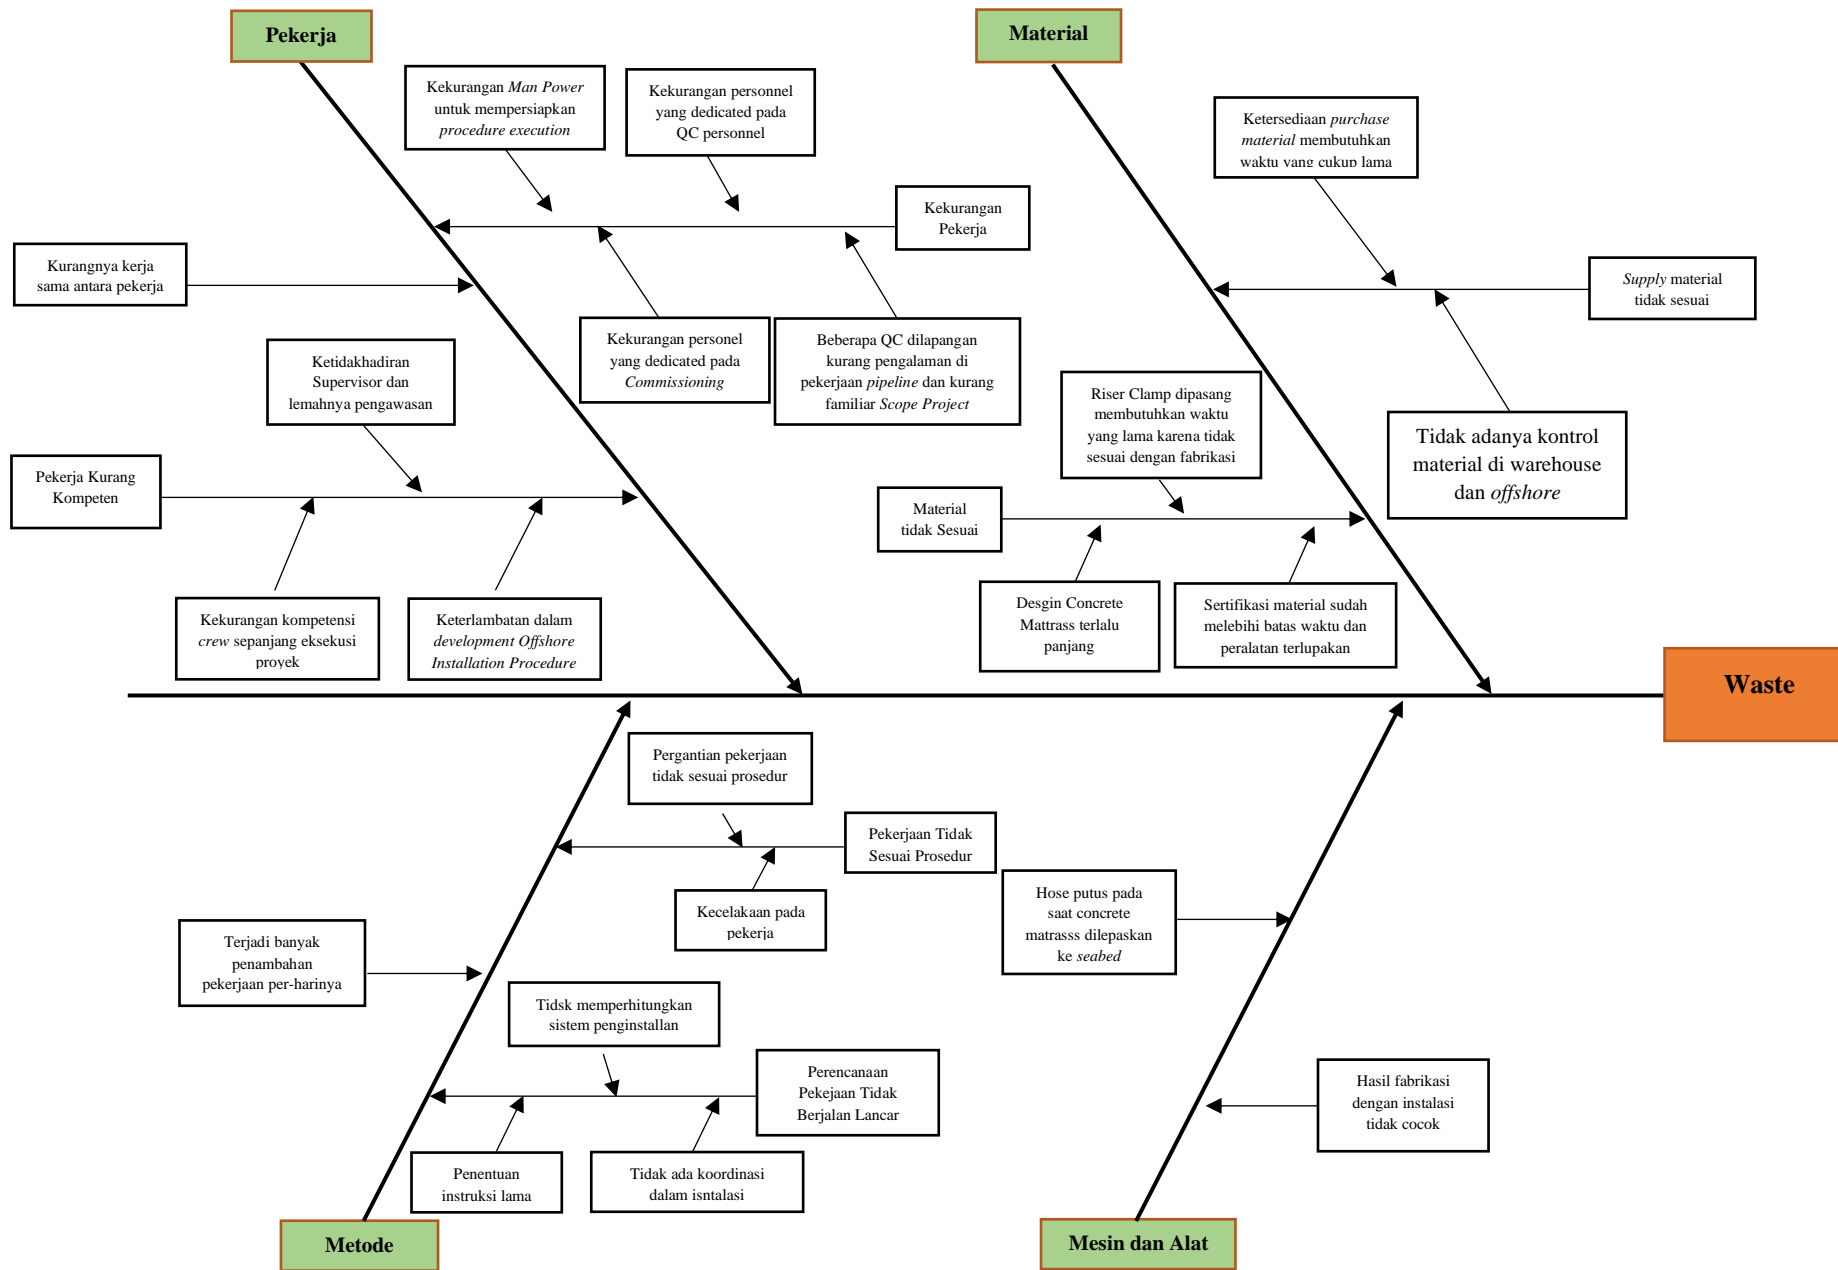 Pekerja
Material
Kekurangan Man Power
untuk mempersiapkan
procedure execution
Kekurangan personnel
yang dedicated pada
QC personnel
Ketersediaan purchase
material membutuhkan
waktu yang cukup lama
Kekurangan
Pekerja
Kurangnya kerja
sama antara pekerja
Supply material
tidak sesuai
Kekurangan personel
yang dedicated pada
Commissioning
Beberapa QC dilapangan
kurang pengalaman di
pekerjaan pipeline dan kurang
familiar Scope Project
Ketidakhadiran
Supervisor dan
lemahnya pengawasan
Riser Clamp dipasang
membutuhkan waktu
yang lama karena tidak
sesuai dengan fabrikasi
Tidak adanya kontrol
material di warehouse
dan offshore
Pekerja Kurang
Kompeten
Material
tidak Sesuai
Kekurangan kompetensi
crew sepanjang eksekusi
proyek
Keterlambatan dalam
development Offshore
Installation Procedure
Desgin Concrete
Mattrass terlalu
panjang
Sertifikasi material sudah
melebihi batas waktu dan
peralatan terlupakan
Waste
Pergantian pekerjaan
tidak sesuai prosedur
Pekerjaan Tidak
Sesuai Prosedur
Kecelakaan pada
pekerja
Hose putus pada
saat concrete
matrasss dilepaskan
ke seabed
Terjadi banyak
penambahan
pekerjaan per-harinya
Tidsk memperhitungkan
sistem penginstallan
Perencanaan
Pekejaan Tidak
Berjalan Lancar
Hasil fabrikasi
dengan instalasi
tidak cocok
Penentuan
instruksi lama
Tidak ada koordinasi
dalam isntalasi
Metode
Mesin dan Alat